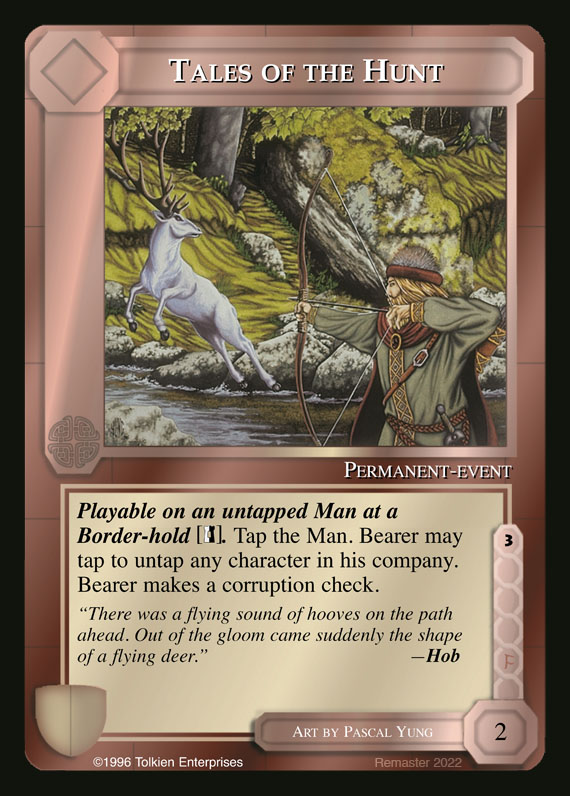 Tales of the Hunt
Permanent-event
Playable on an untapped Man at a
Border-hold []. Tap the Man. Bearer may
tap to untap any character in his company.
Bearer makes a corruption check.
“There was a flying sound of hooves on the path
ahead. Out of the gloom came suddenly the shape
of a flying deer.” —Hob
3
F
Art by Pascal Yung
2
©1996 Tolkien Enterprises
Remaster 2022